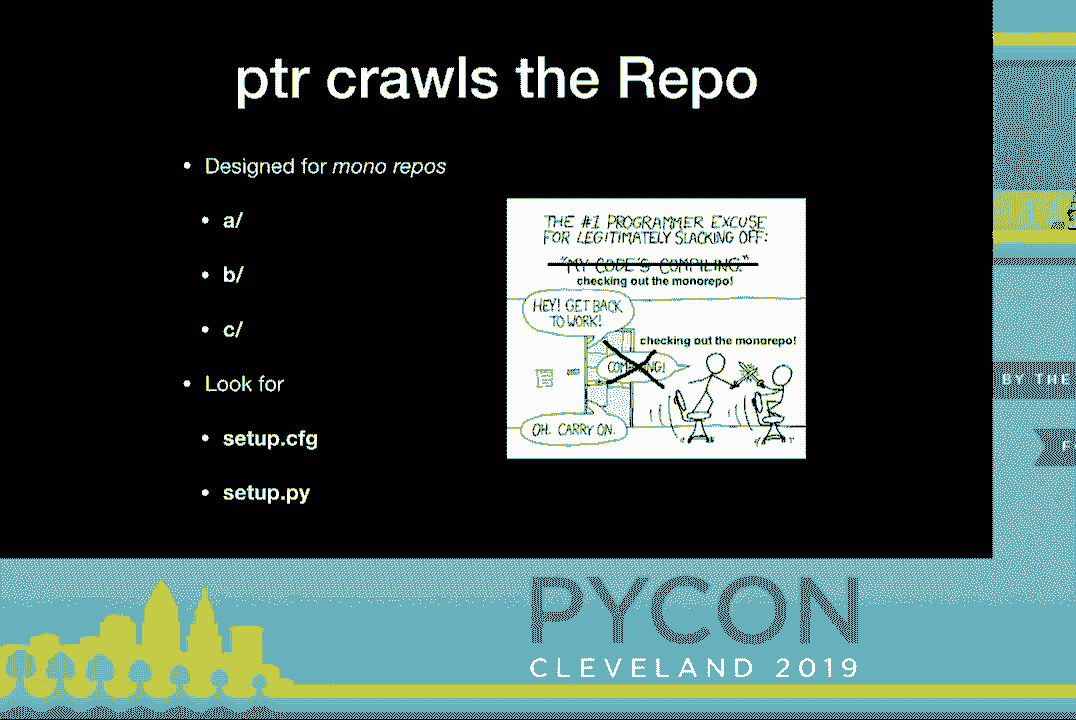 ptr crawls the Repo
• Designed for mono repos
• a/
• b/
• c/
• Look for
• setup.cfg
• setup.py
THE #1 PROGRAMMER EXCUSE
FOR LEGITIMATELY SLACKING OFF:
"MY CODE'S COMPILING."
checking out the monorepo!
HEY! GET BACK
TO WORK!
checking out the monorepo!
OH. CARRY ON.
BY THE
PYCON
CLEVELAND 2019